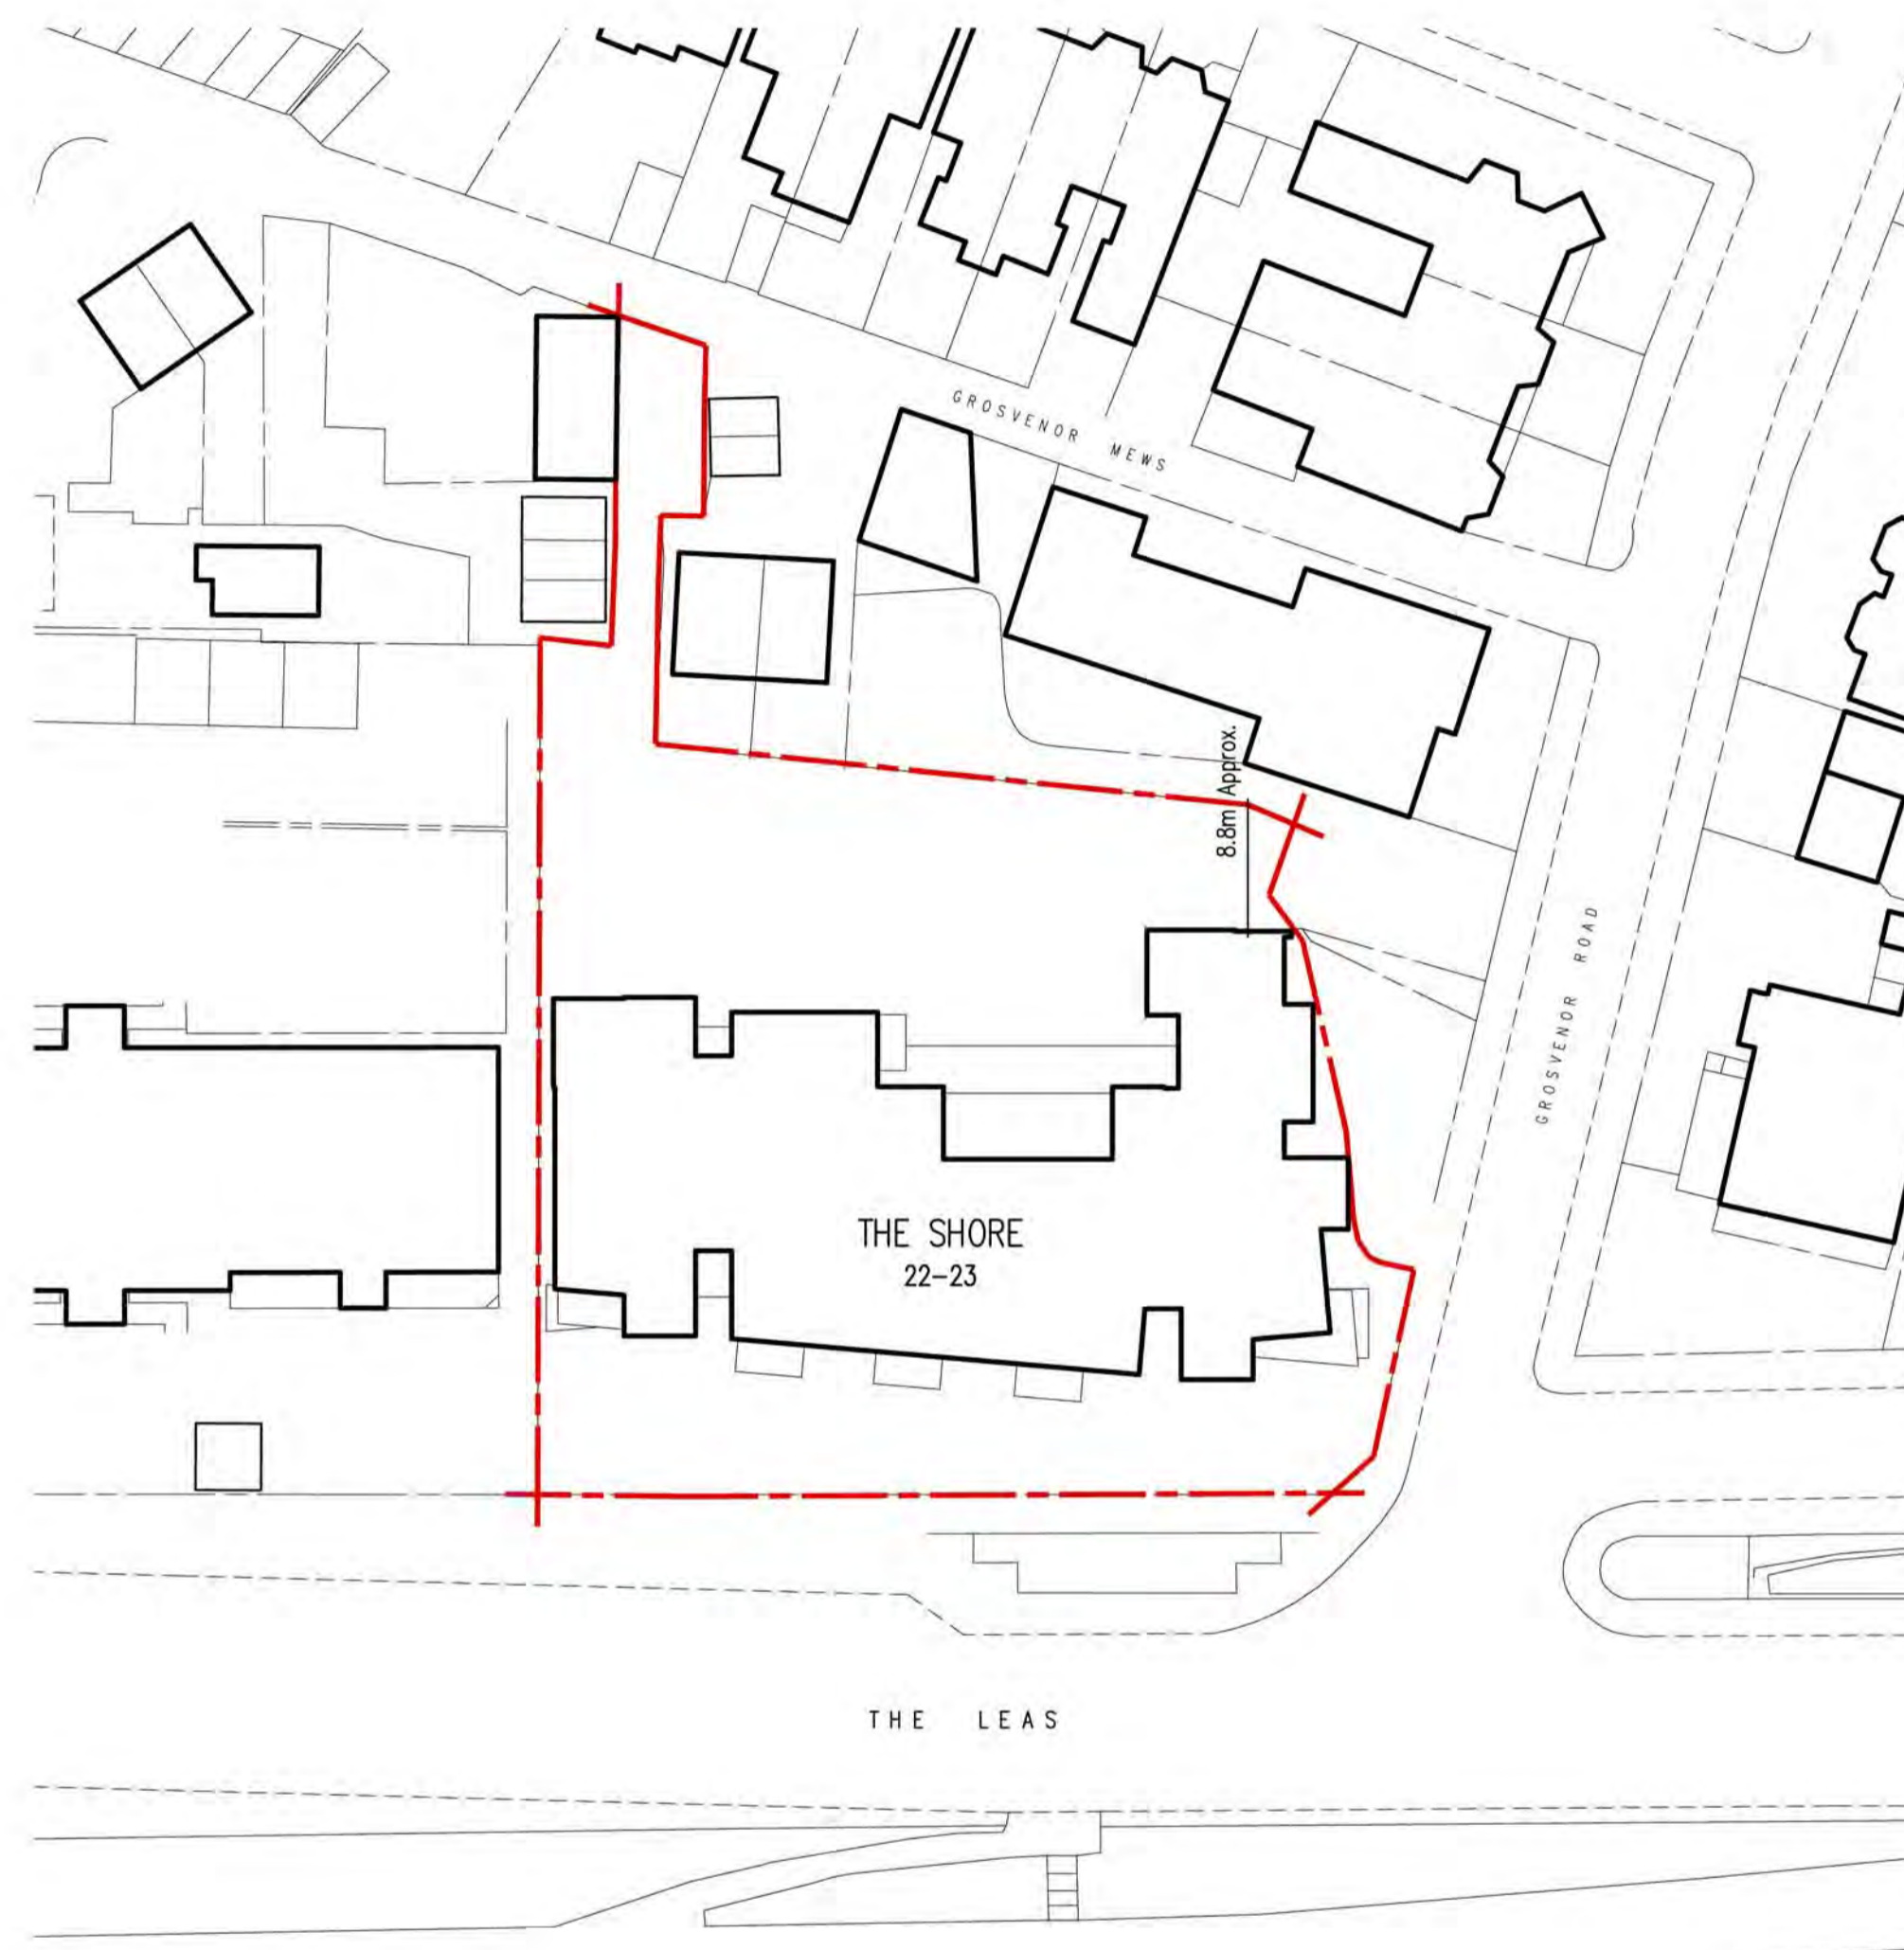 GROSVENOR MEWS
8.8m Approx.
GROSVENOR ROAD
THE SHORE
22-23
THE LEAS